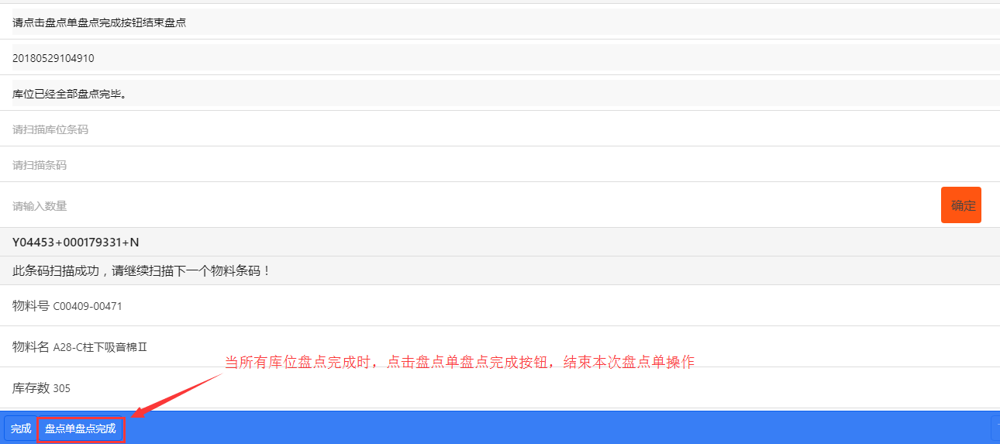 请点击盘点单盘点完成按钮结束盘点
20180529104910
库位已经全部盘点完毕。
请扫描库位条码
请扫描条码
请输入数量
确定
Y04453+000179331+N
此条码扫描成功，请继续扫描下一个物料条码！
物料号 C00409-00471
物料名 A28-C柱下吸音棉Ⅱ
当所有库位盘点完成时，点击盘点单盘点完成按钮，结束本次盘点单操作
库存数 305
完成 盘点单盘点完成